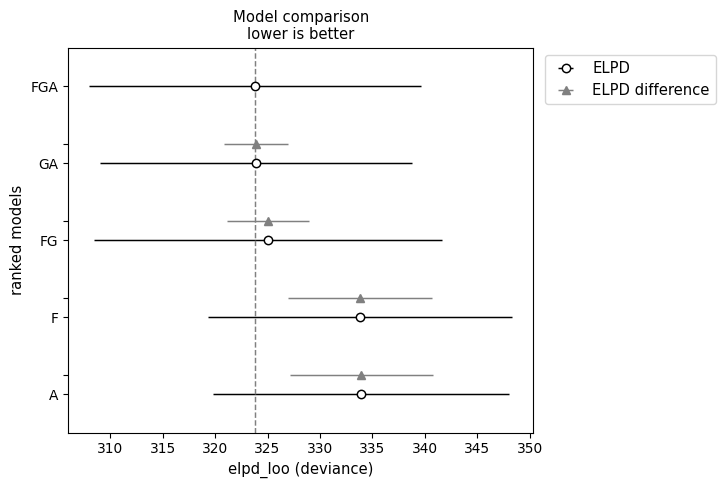 Model comparison
lower is better
ELPD
ELPD difference
FGA
GA
FG
F
A
ranked models
310 315 320 325 330 335 340 345 350
elpd_loo (deviance)